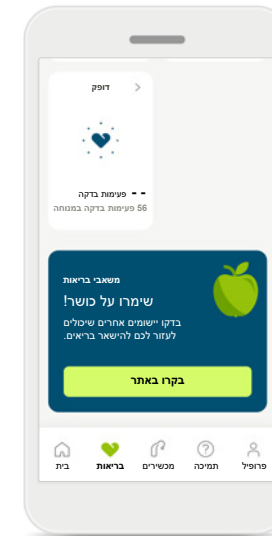 דופק
-- פעימות בדקה
56 פעימות בדקה במנוחה
משאבי בריאות
שימרו על כושר!
בדקו יישומים אחרים שיכולים
לעזור לכם להישאר בריאים.
בקרו באתר
פרופיל תמיכה מכשירים בריאות בית